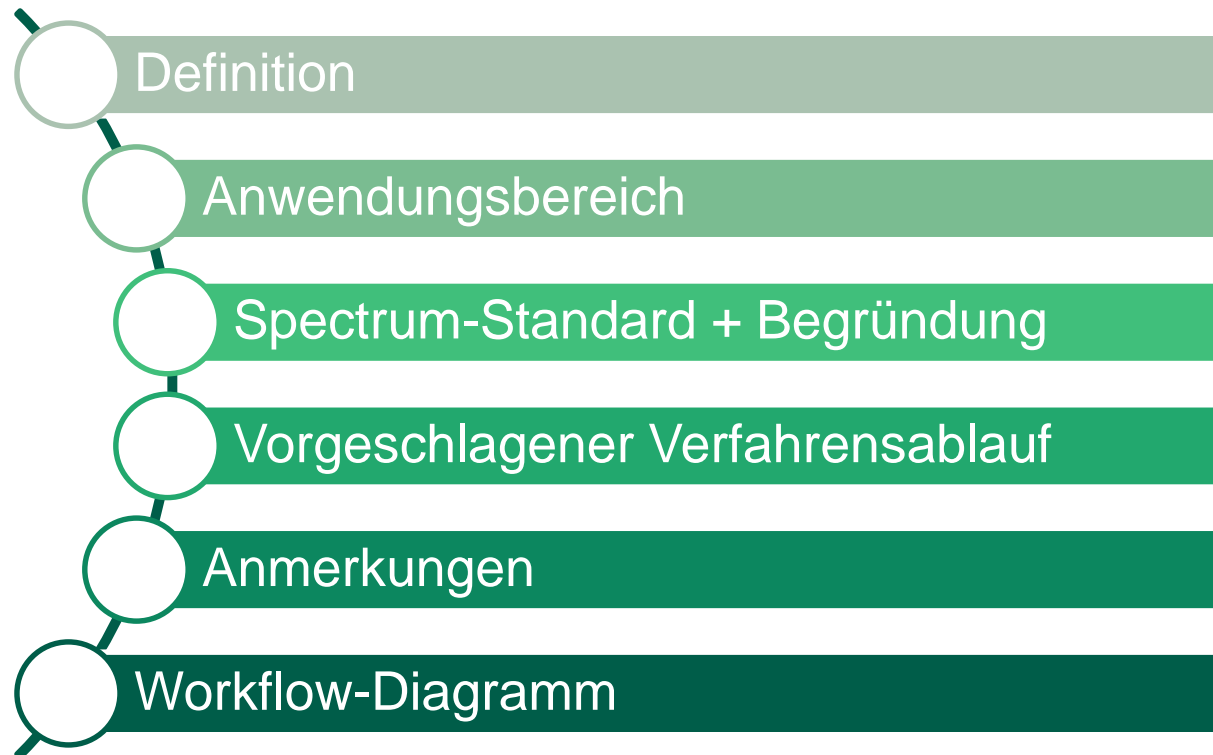 Definition
Anwendungsbereich
Spectrum-Standard + Begründung
Vorgeschlagener Verfahrensablauf
Anmerkungen
Workflow-Diagramm